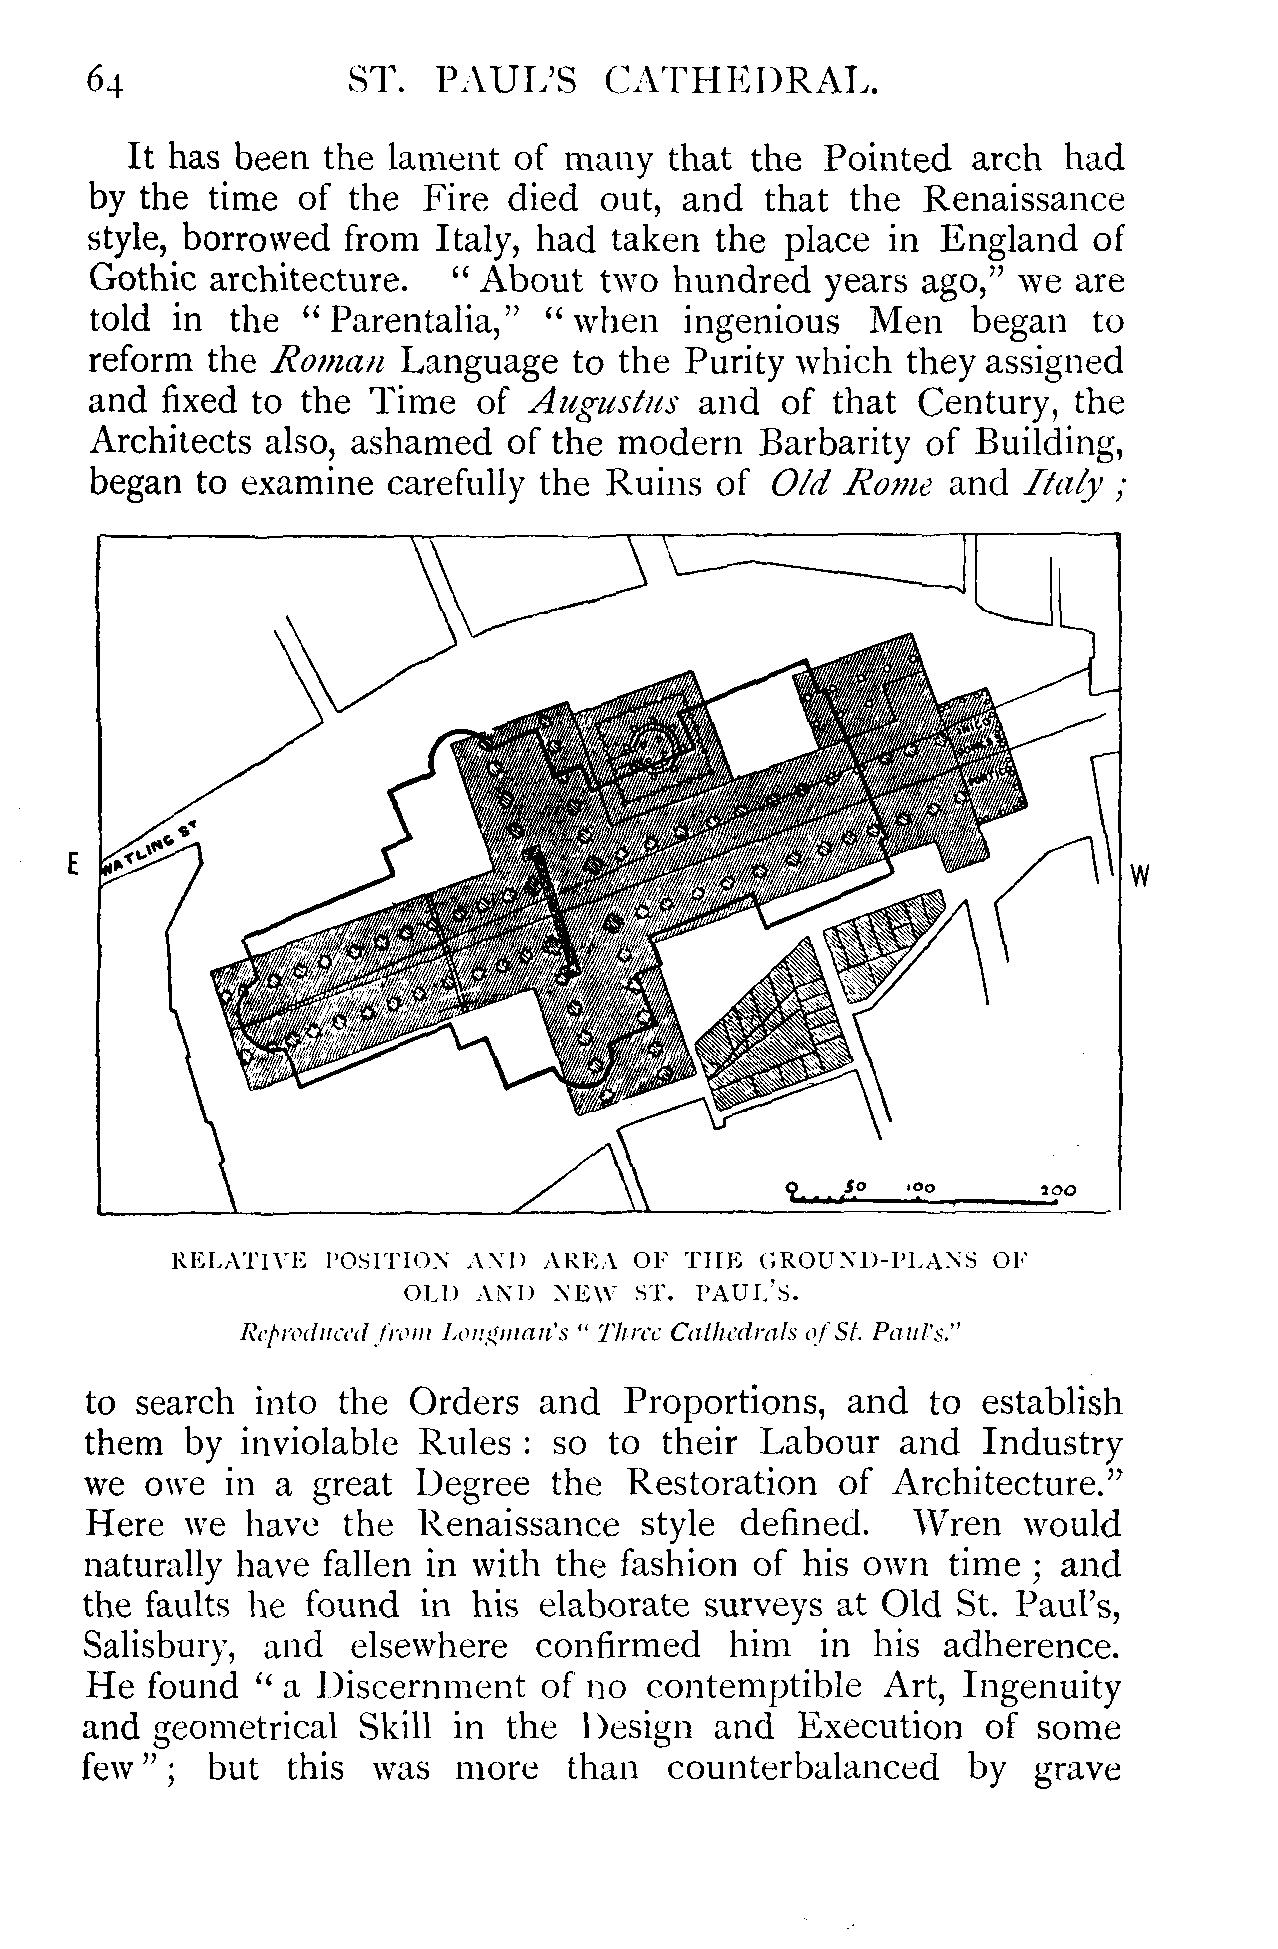 64 ST. PAUL'S CATHEDRAL.
It has been the lament of many that the Pointed arch had
by the time of the Fire died out, and that the Renaissance
style, borrowed from Italy, had taken the place in England of
Gothic architecture. “ About two hundred years ago,” we are
told in the “ Parentalia,” “ when ingenious Men began to
reform the Roman Language to the Purity which they assigned
and fixed to the Time of Augustus and of that Century, the
Architects also, ashamed of the modern Barbarity of Building,
began to examine carefully the Ruins of Old Rome and Italy ;
WATLING ST
E
W
PORTICO
0 50 100 200
RELATIVE POSITION AND AREA OF THE GROUND-PLANS OF
OLD AND NEW ST. PAUL'S.
Reproduced from Longman's “ Three Cathedrals of St. Paul's.”
to search into the Orders and Proportions, and to establish
them by inviolable Rules : so to their Labour and Industry
we owe in a great Degree the Restoration of Architecture.”
Here we have the Renaissance style defined. Wren would
naturally have fallen in with the fashion of his own time ; and
the faults he found in his elaborate surveys at Old St. Paul's,
Salisbury, and elsewhere confirmed him in his adherence.
He found “ a Discernment of no contemptible Art, Ingenuity
and geometrical Skill in the Design and Execution of some
few ” ; but this was more than counterbalanced by grave